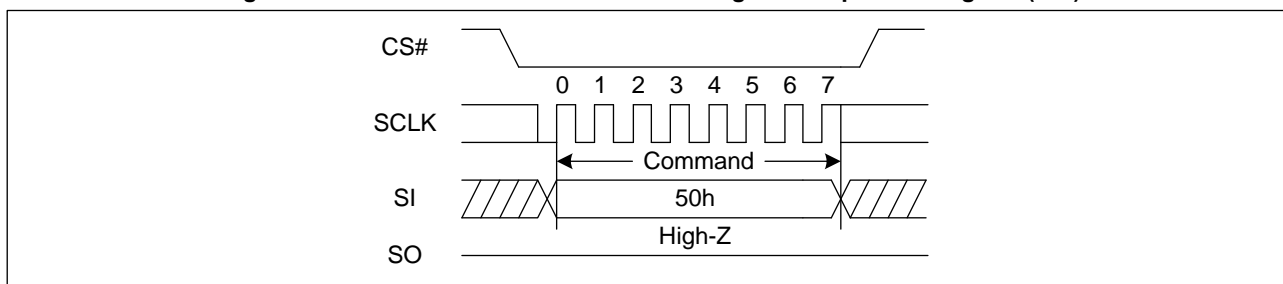 CS#
0 1 2 3 4 5 6 7
SCLK
Command
SI 50h
High-Z
SO